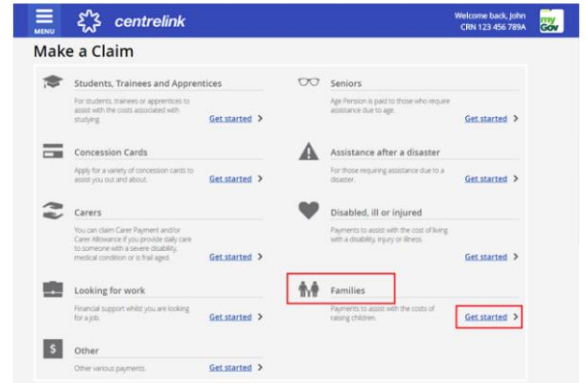 MENU
centrelink
Welcome back, John
CRN 123 456 789A
my
Gov
Make a Claim
Students, Trainees and Apprentices
For students, trainees or apprentices to
assist with the costs associated with
studying.
Get started >
Seniors
Age Pension is paid to those who require
assistance due to age.
Get started >
Concession Cards
Apply for a variety of concession cards to
assist you out and about.
Get started >
Assistance after a disaster
For those requiring assistance due to a
disaster.
Get started >
Carers
You can claim Carer Payment and/or
Carer Allowance if you provide daily care
to someone with a severe disability,
medical condition or is frail aged.
Get started >
Disabled, ill or injured
Payments to assist with the cost of living
with a disability, injury or illness.
Get started >
Looking for work
Financial support whilst you are looking
for a job.
Get started >
Families
Payments to assist with the costs of
raising children.
Get started >
$
Other
Other various payments.
Get started >